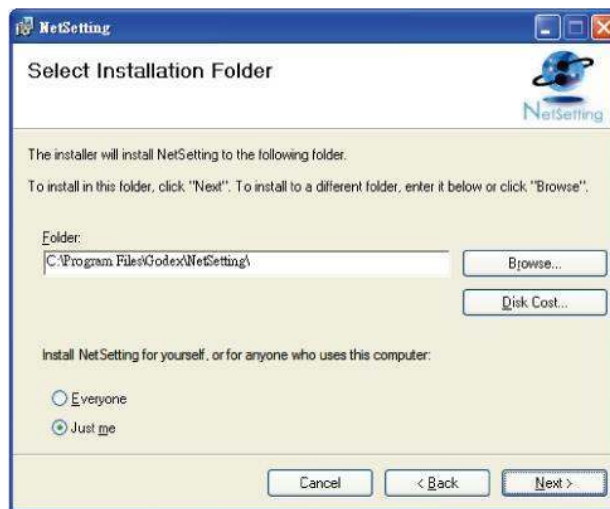 NetSetting
Select Installation Folder
NetSetting
The installer will install NetSetting to the following folder.
To install in this folder, click "Next". To install to a different folder, enter it below or click "Browse".
Folder:
C:\Program Files\Godex\NetSetting\
Browse...
Disk Cost...
Install NetSetting for yourself, or for anyone who uses this computer:
Everyone
Just me
Cancel
< Back
Next >